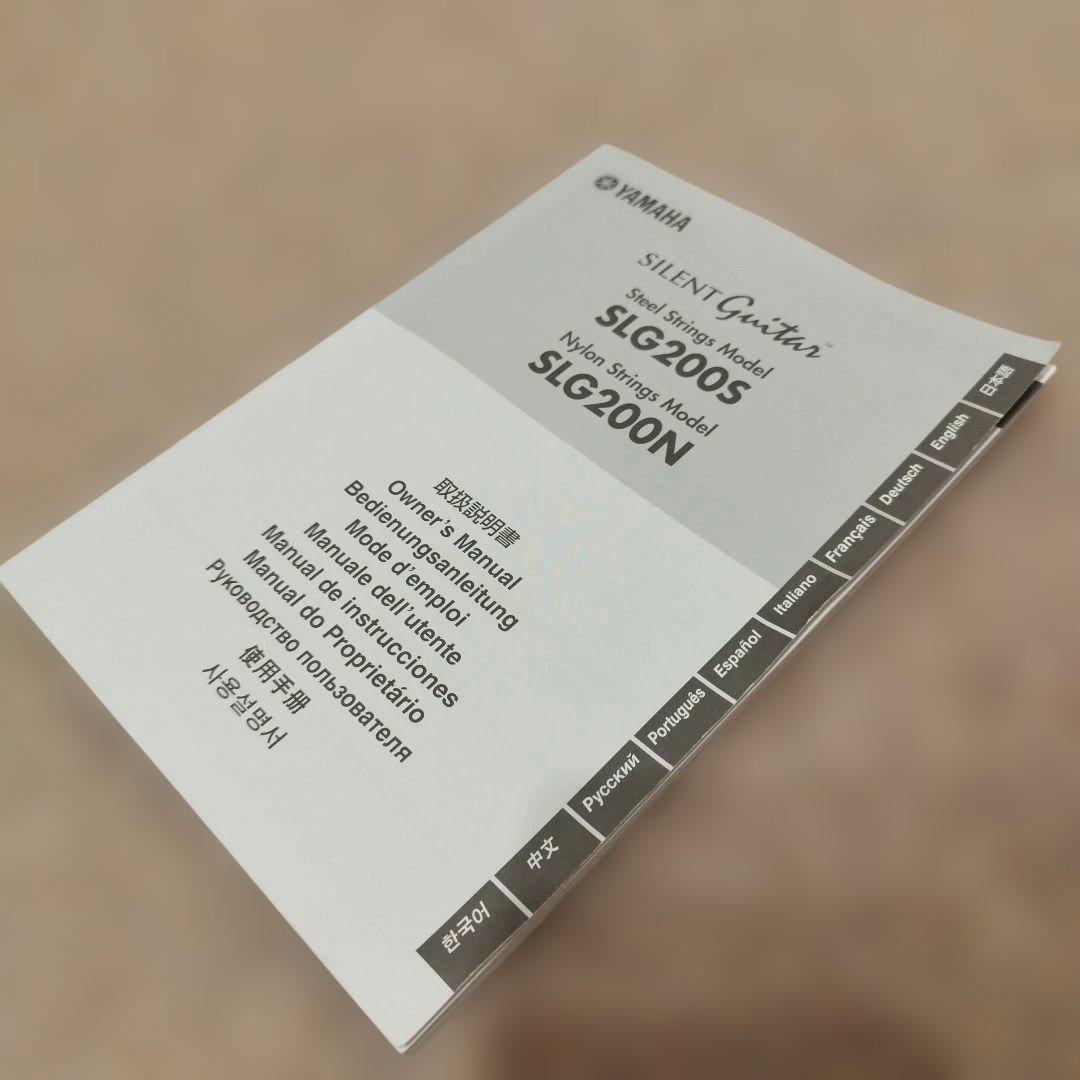 YAMAHA
SILENT Guitar™
Steel Strings Model
SLG200S
Nylon Strings Model
SLG200N
取扱説明書
Owner's Manual
Bedienungsanleitung
Mode d'emploi
Manuale dell'utente
Manual de instrucciones
Manual do Proprietário
Руководство пользователя
使用手册
사용설명서
日本語
English
Deutsch
Français
Italiano
Español
Português
Русский
中文
한국어